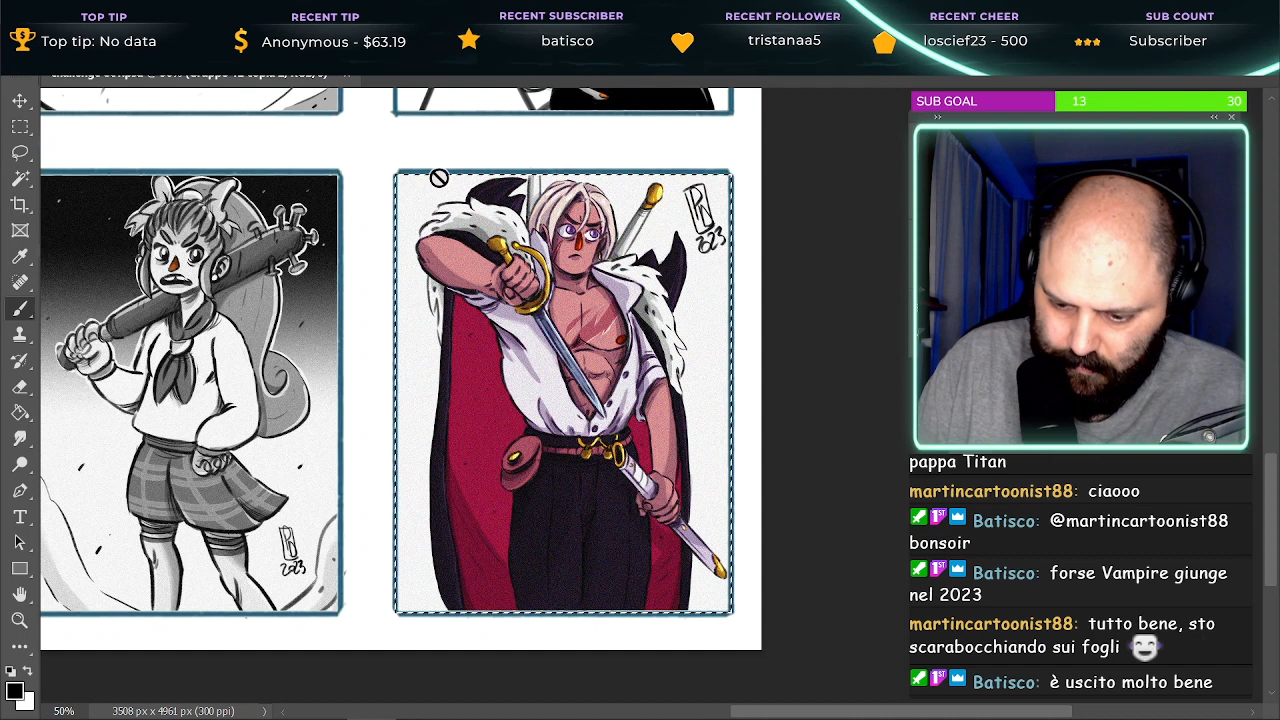 TOP TIP
Top tip: No data
RECENT TIP
Anonymous - $63.19
RECENT SUBSCRIBER
batisco
RECENT FOLLOWER
tristanaa5
RECENT CHEER
loscief23 - 500
SUB COUNT
Subscriber
SUB GOAL 13 30
2023
2023
pappa Titan
martincartoonist88: ciaooo
Batisco: @martincartoonist88
bonsoir
Batisco: forse Vampire giunge
nel 2023
martincartoonist88: tutto bene, sto
scarabocchiando sui fogli
Batisco: è uscito molto bene
50% 3508 px x 4961 px (300 ppi)